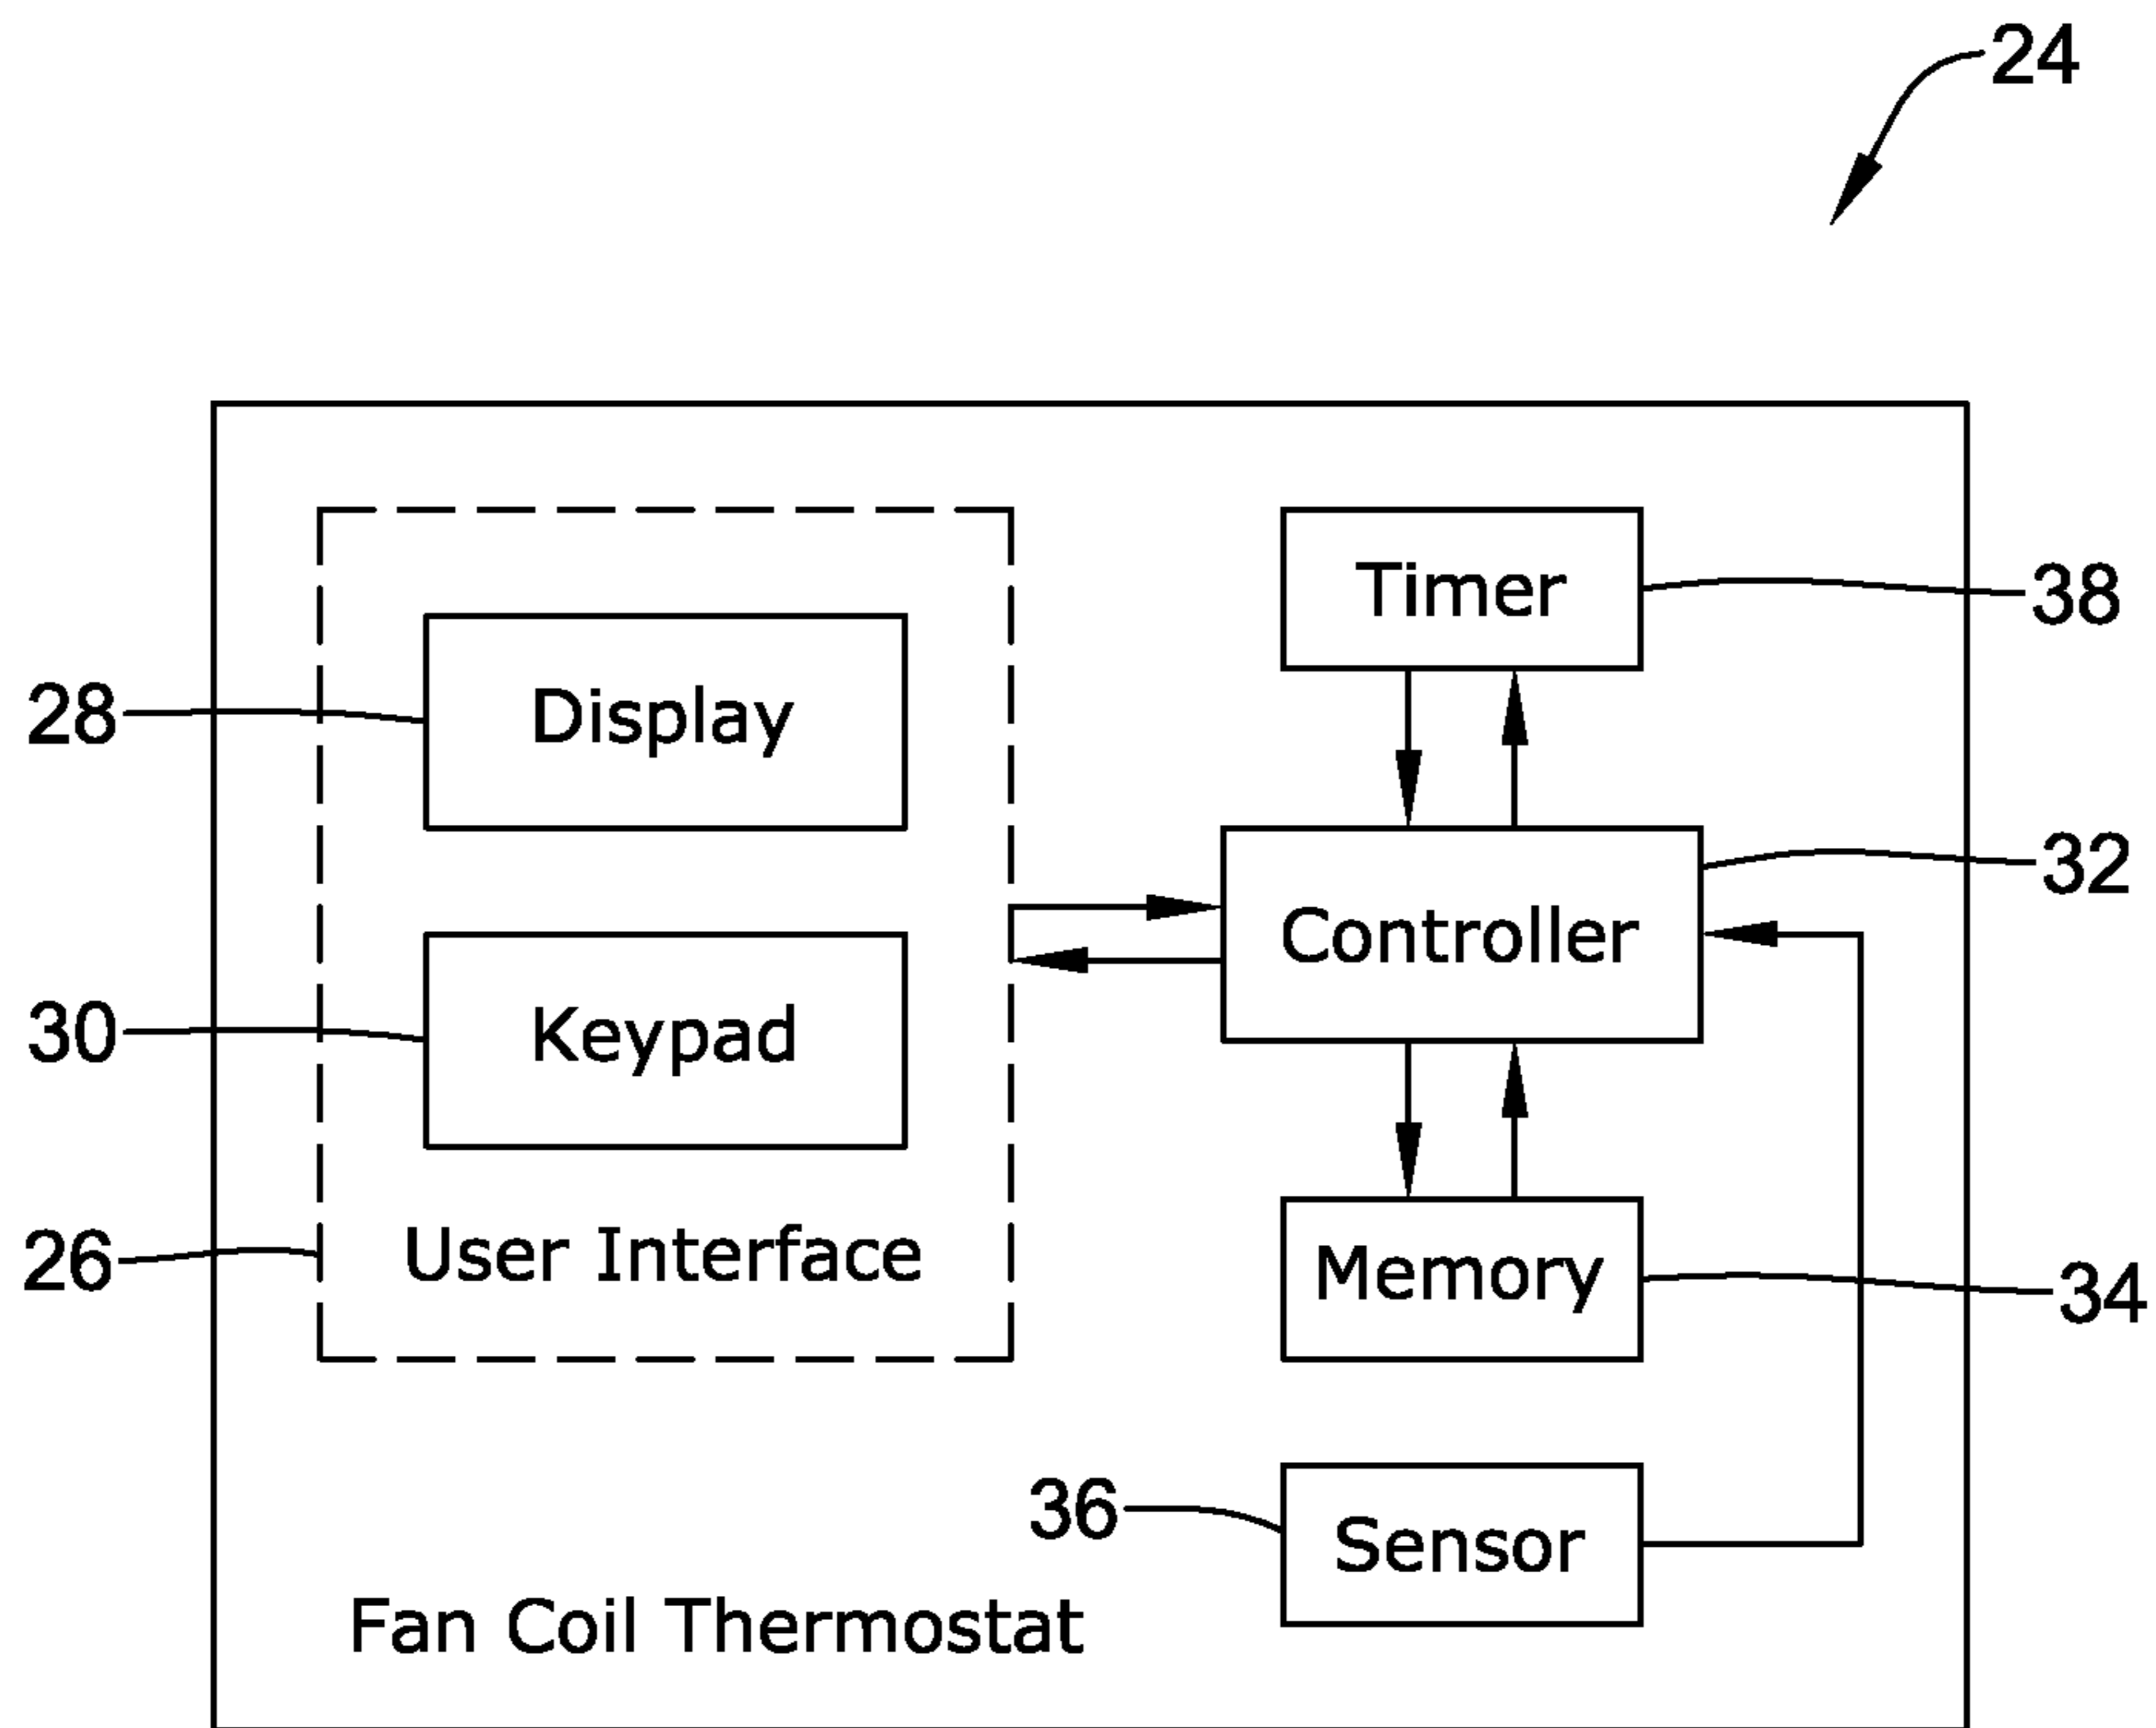 24
Timer
38
Display
28
32
Controller
Keypad
30
User Interface
26
Memory
34
36
Sensor
Fan Coil Thermostat